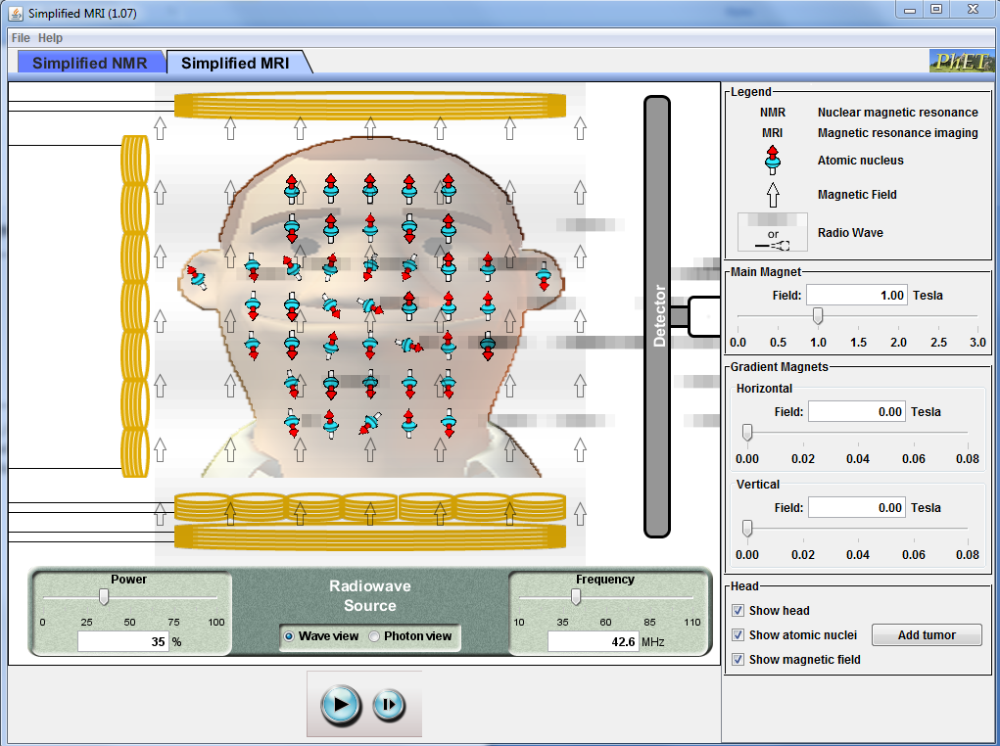 Simplified MRI (1.07)
File Help
Simplified NMR Simplified MRI
PhET
Detector
Legend
NMR Nuclear magnetic resonance
MRI Magnetic resonance imaging
Atomic nucleus
Magnetic Field
or
Radio Wave
Main Magnet
Field: 1.00 Tesla
0.0 0.5 1.0 1.5 2.0 2.5 3.0
Gradient Magnets
Horizontal
Field: 0.00 Tesla
0.00 0.02 0.04 0.06 0.08
Vertical
Field: 0.00 Tesla
0.00 0.02 0.04 0.06 0.08
Head
Show head
Show atomic nuclei Add tumor
Show magnetic field
Power
0 25 50 75 100
35 %
Radiowave
Source
Wave view Photon view
Frequency
10 35 60 85 110
42.6 MHz